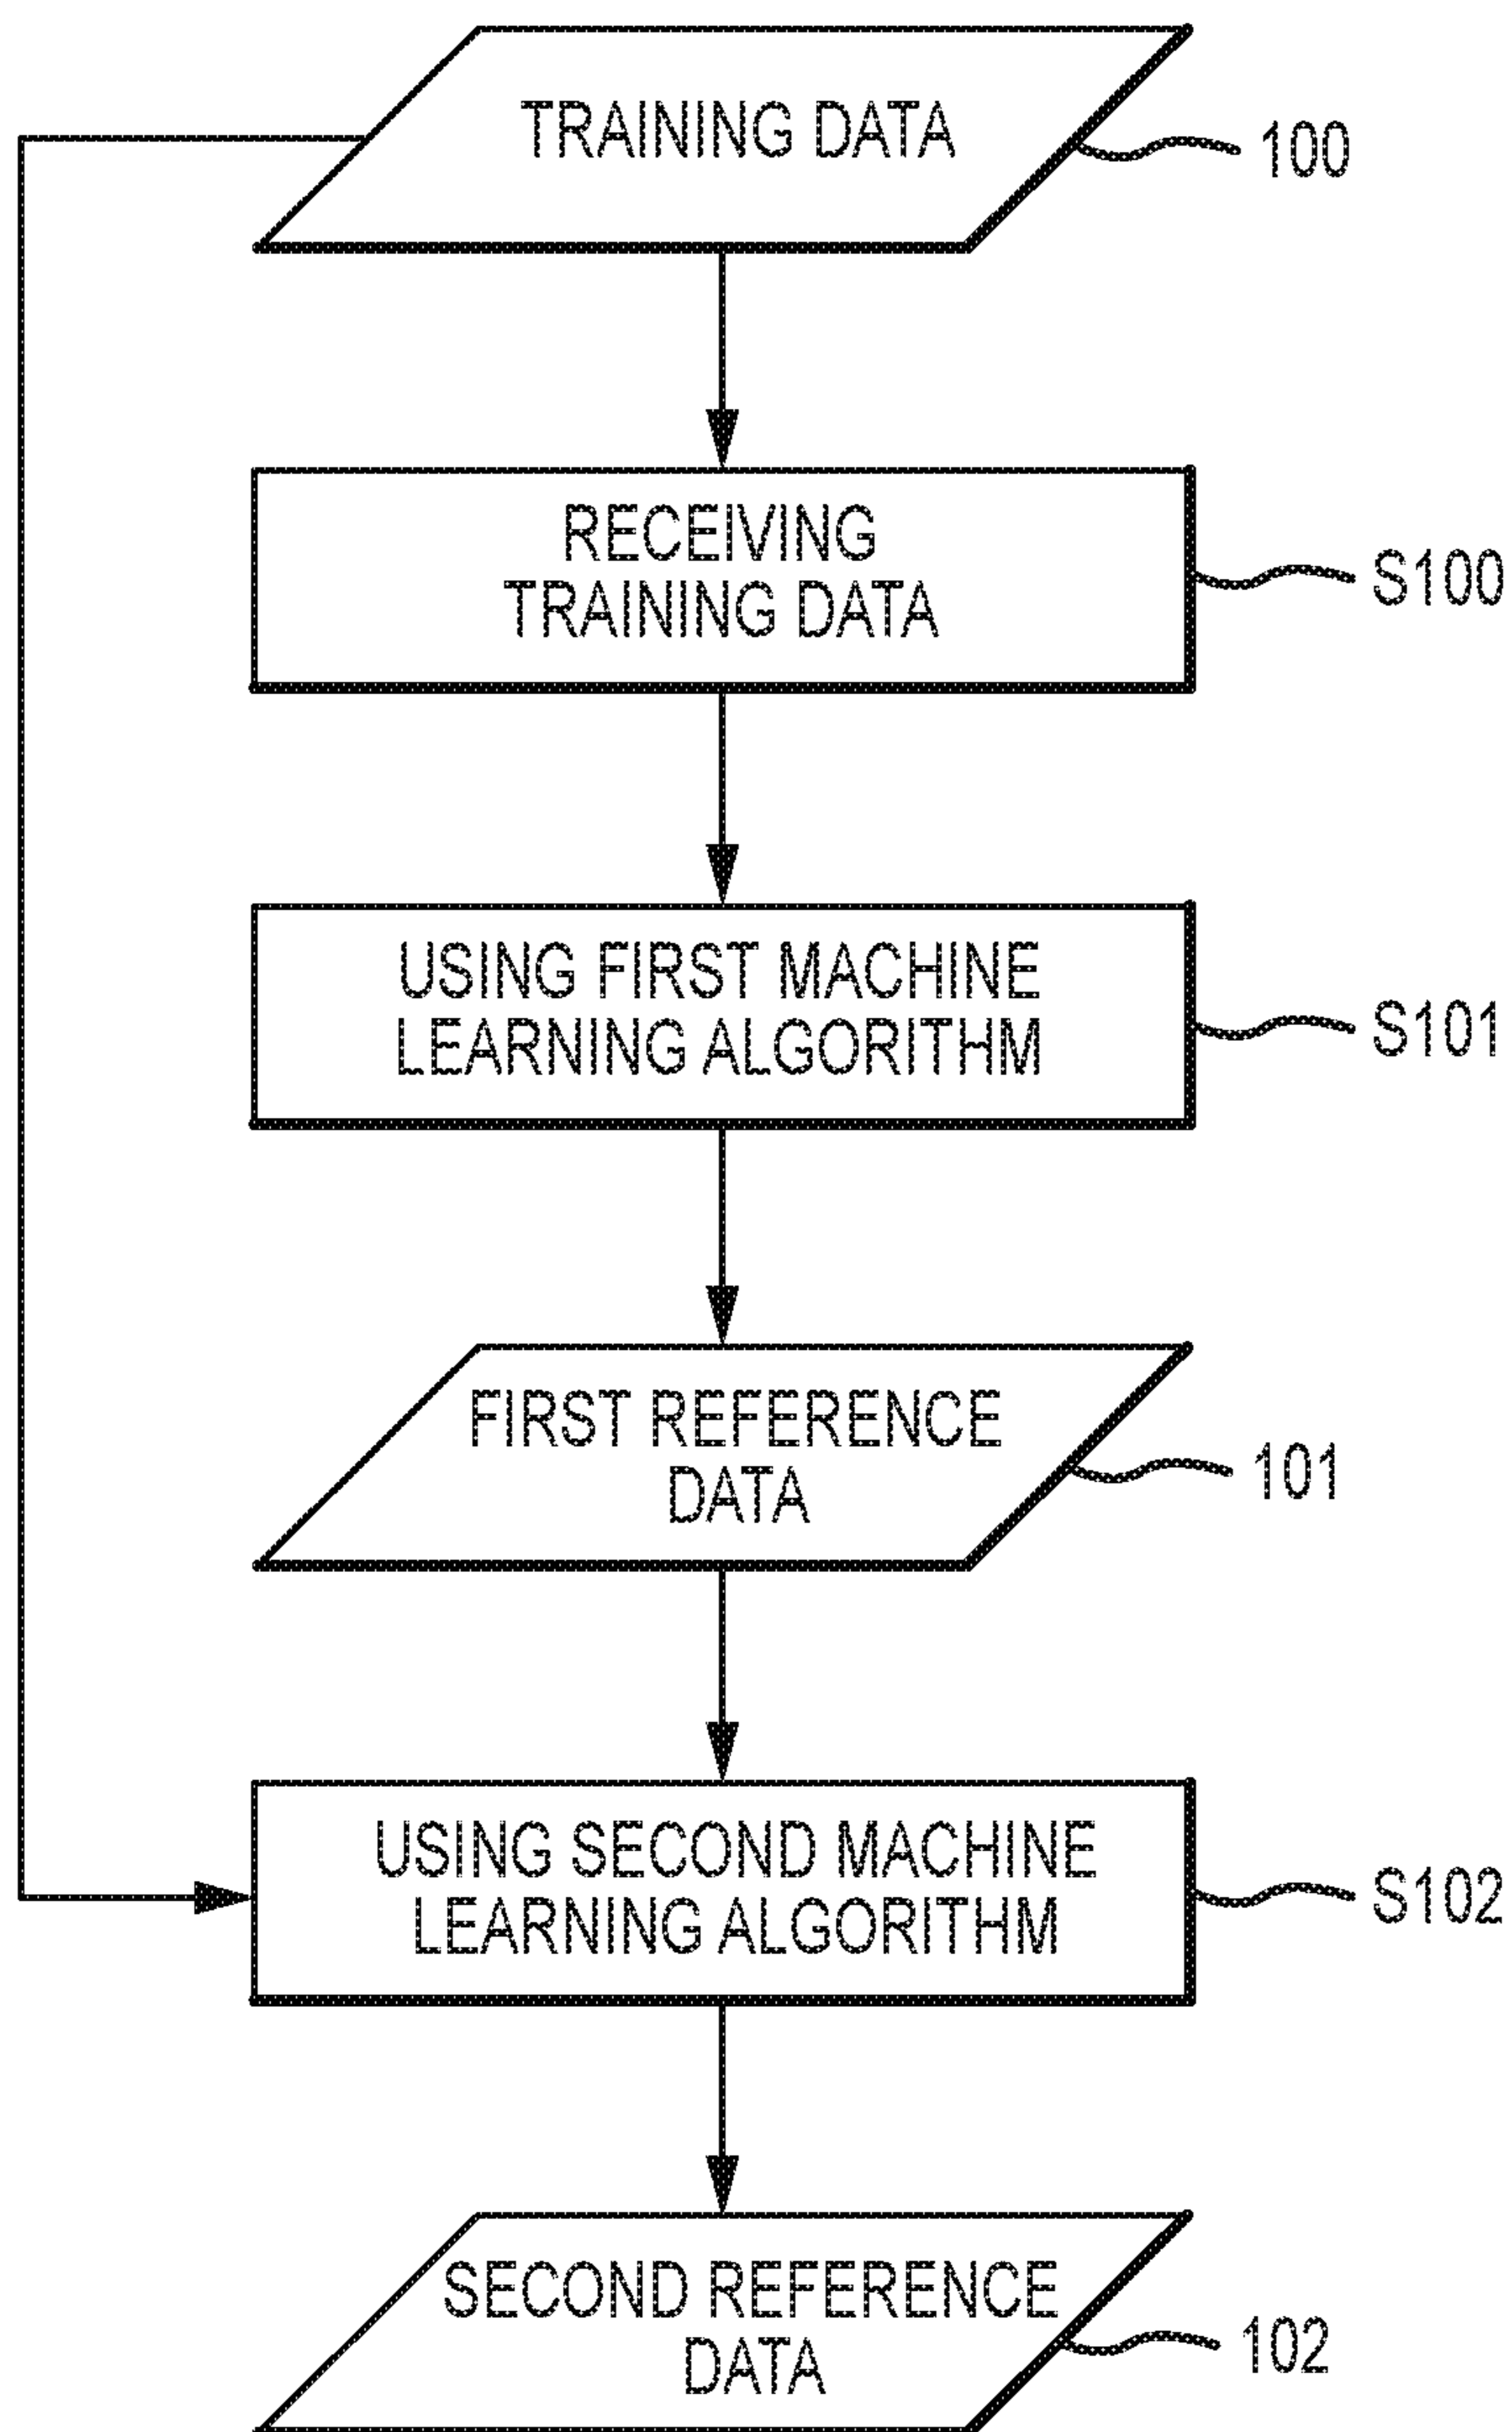 TRAINING DATA
100
RECEIVING
TRAINING DATA
S100
USING FIRST MACHINE
LEARNING ALGORITHM
S101
FIRST REFERENCE
DATA
101
USING SECOND MACHINE
LEARNING ALGORITHM
S102
SECOND REFERENCE
DATA
102